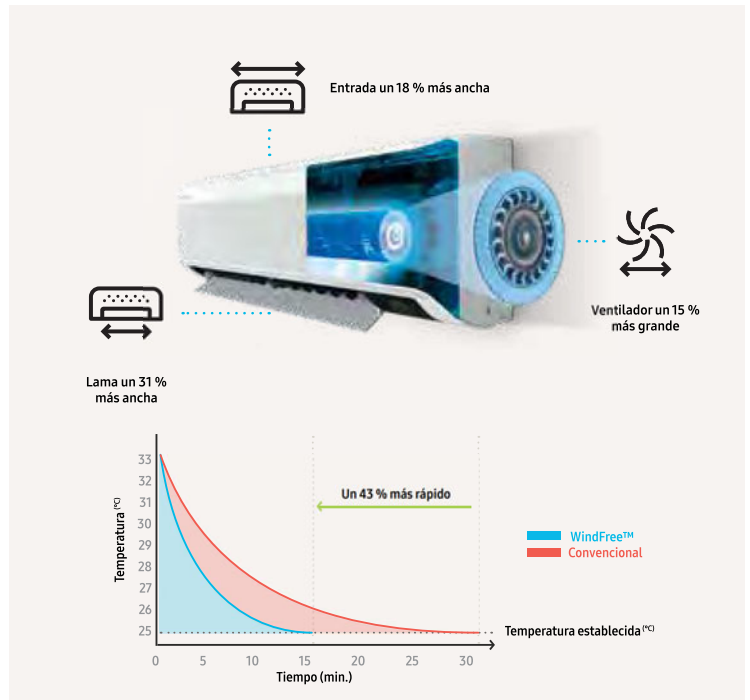 Entrada un 18 % más ancha
Ventilador un 15 %
más grande
Lama un 31 %
más ancha
Un 43 % más rápido
33
32
31
30
29
28
27
26
25
Temperatura (°C)
WindFree™
Convencional
Temperatura establecida (°C)
0 5 10 15 20 25 30
Tiempo (min.)